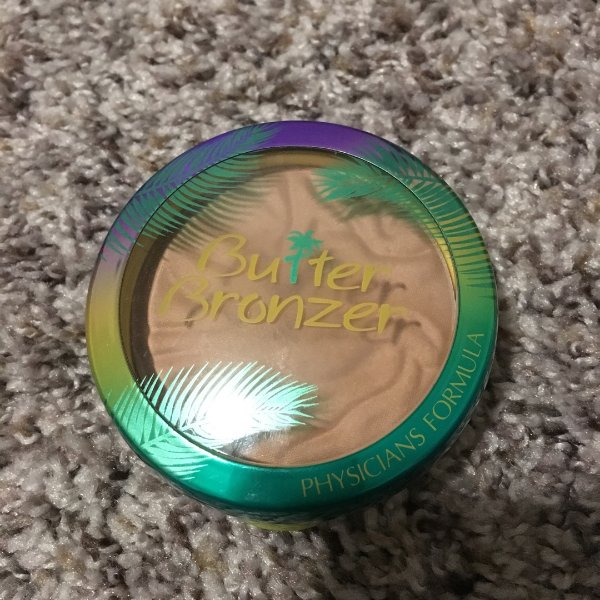 Butter
Bronzer
PHYSICIANS FORMULA